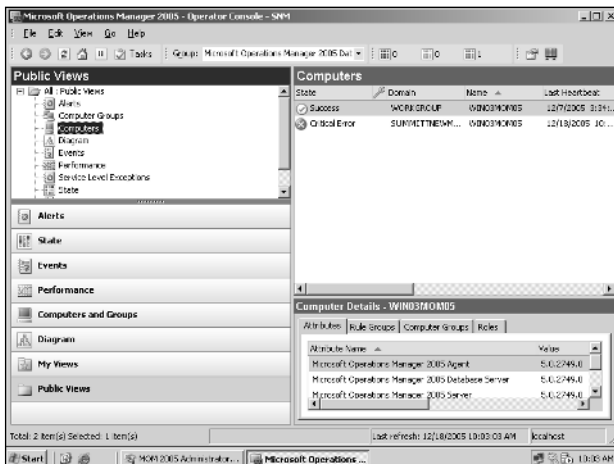 Microsoft Operations Manager 2005 - Operator Console - SNM
File Edit View Go Help
Tasks Group: Microsoft Operations Manager 2005 Dat 0 0 1
Public Views
All : Public Views
Alerts
Computer Groups
Computers
Diagram
Events
Performance
Service Level Exceptions
State
Alerts
State
Events
Performance
Computers and Groups
Diagram
My Views
Public Views
Computers
State Domain Name Last Heartbeat
Success WORKGROUP WIN03MOM05 12/7/2005
Critical Error SUMMITTNEWM... WIN03MOM05 12/18/2005 10:...
Computer Details - WIN03MOM05
Attributes Rule Groups Computer Groups Roles
Attribute Name Value
Microsoft Operations Manager 2005 Agent 5.0.2749.0
Microsoft Operations Manager 2005 Database Server 5.0.2749.0
Microsoft Operations Manager 2005 Server 5.0.2749.0
Total: 2 item(s) Selected: 1 item(s) Last refresh: 12/18/2005 10:03:03 AM localhost
Start MOM 2005 Administrator... Microsoft Operations ... 10:03 AM